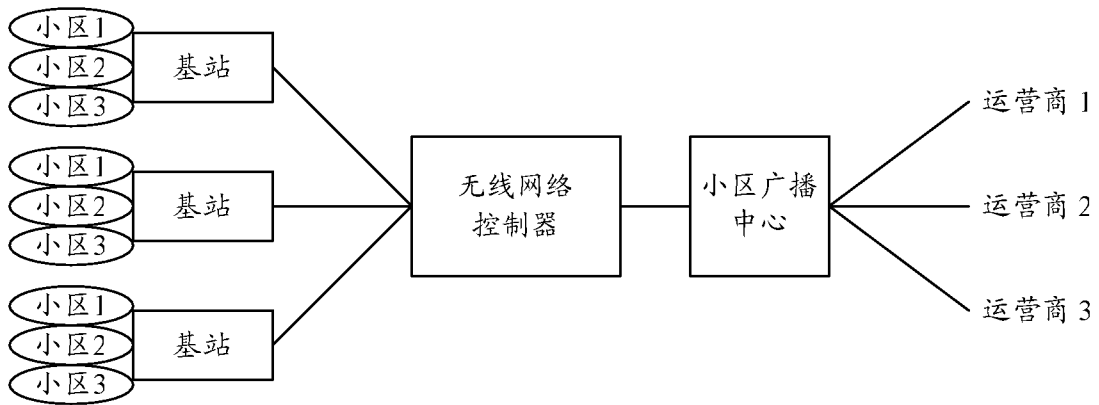 小区1
小区2
小区3
基站
小区1
小区2
小区3
基站
小区1
小区2
小区3
基站
无线网络
控制器
小区广播
中心
运营商 1
运营商 2
运营商 3